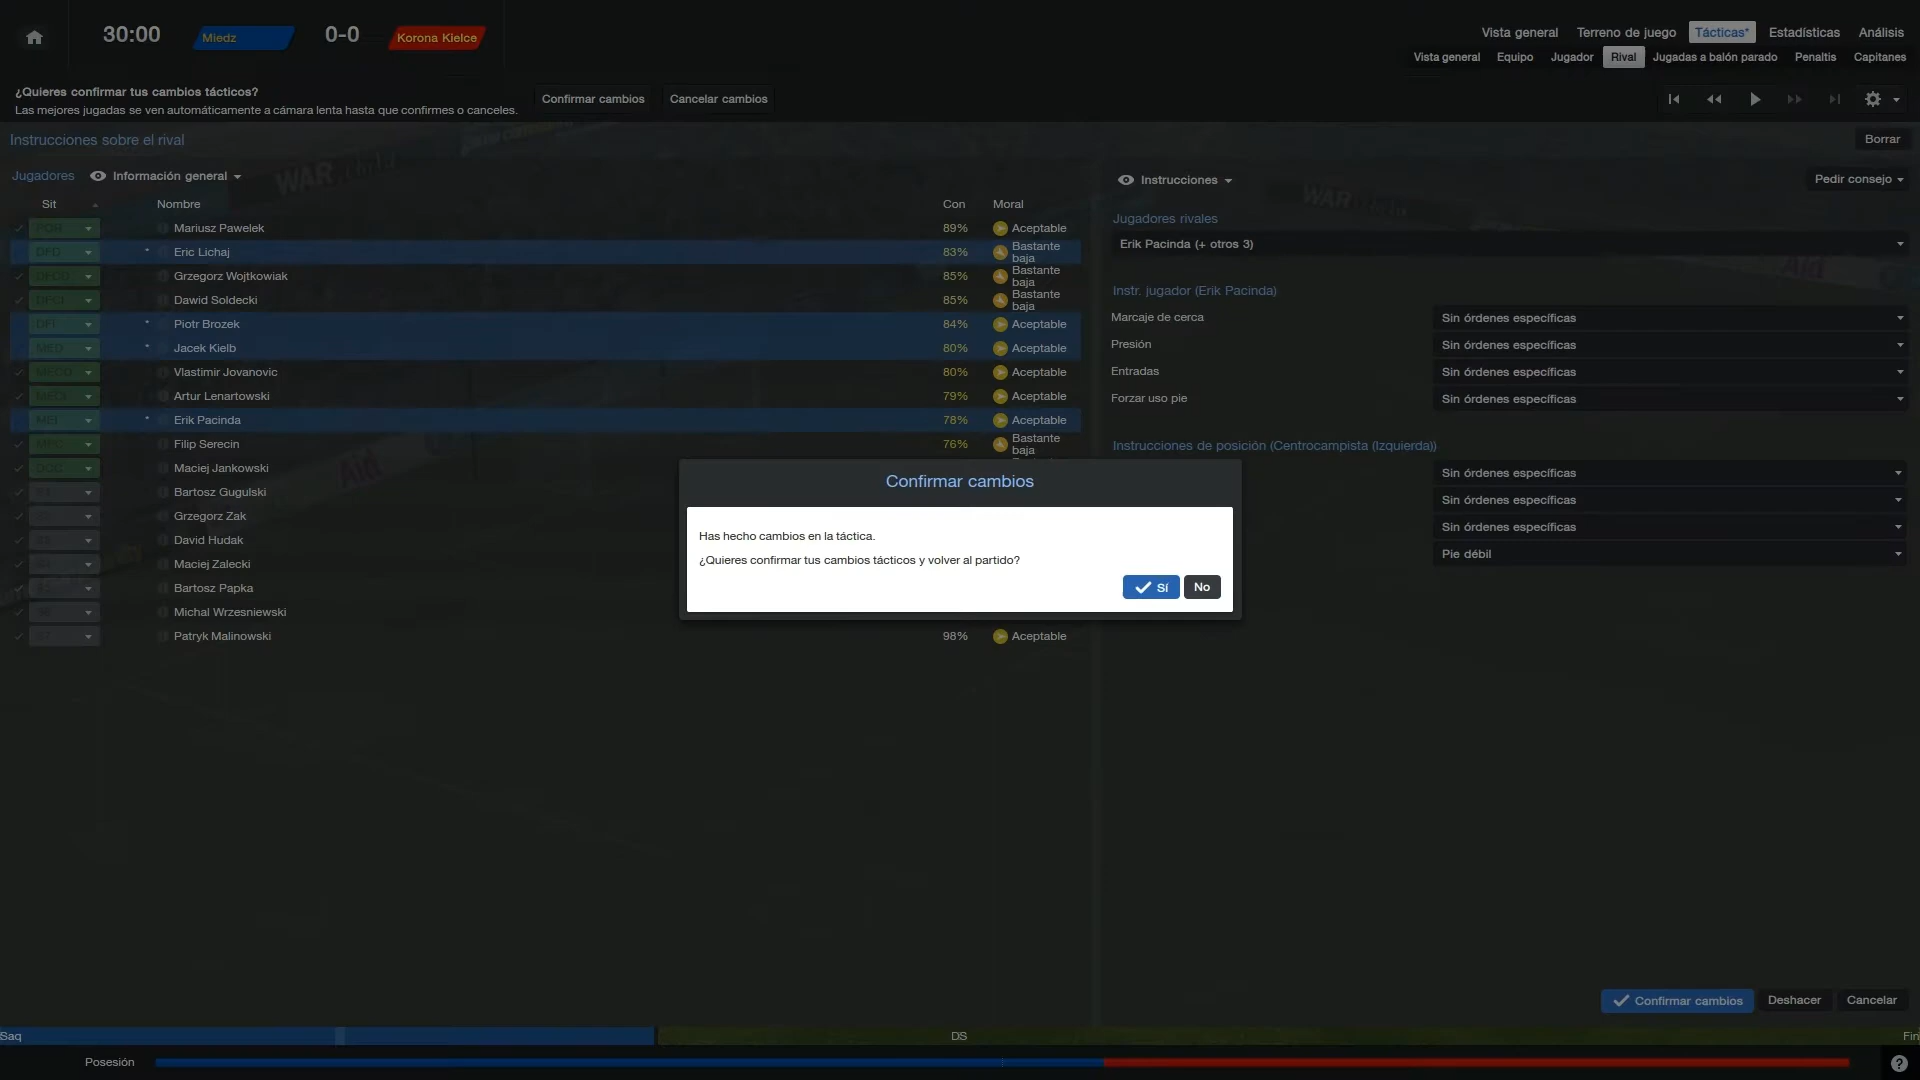 30:00 Miedz 0-0 Korona Kielce
Vista general Terreno de juego Tácticas* Estadísticas Análisis
Vista general Equipo Jugador Rival Jugadas a balón parado Penaltis Capitanes
¿Quieres confirmar tus cambios tácticos?
Las mejores jugadas se ven automáticamente a cámara lenta hasta que confirmes o canceles.
Confirmar cambios Cancelar cambios
Instrucciones sobre el rival
Borrar
Jugadores Información general
Sit Nombre Con Moral
POR Marius Pawelek 89% Aceptable
DFD Eric Lichaj 83% Bastante baja
DFCD Grzegorz Wojtkowiak 85% Bastante baja
DFCI Dawid Soldecki 85% Bastante baja
DFI Piotr Brozek 84% Aceptable
MED Jacek Kielb 80% Aceptable
MECD Vlastimir Jovanovic 80% Aceptable
MECI Artur Lenartowski 79% Aceptable
MEI Erik Pacinda 78% Aceptable
Filip Serecin 76% Bastante baja
Maciej Jankowski
Bartosz Gugulski
Grzegorz Zak
David Hudak
Maciej Zalecki
Bartosz Papka
Michal Wrzesniewski
Patryk Malinowski 98% Aceptable
Instrucciones
Pedir consejo
Jugadores rivales
Erik Pacinda (+ otros 3)
Instr. jugador (Erik Pacinda)
Marcaje de cerca Sin órdenes específicas
Presión Sin órdenes específicas
Entradas Sin órdenes específicas
Forzar uso pie Sin órdenes específicas
Instrucciones de posición (Centrocampista (Izquierda))
Sin órdenes específicas
Sin órdenes específicas
Sin órdenes específicas
Pie débil
Confirmar cambios
Has hecho cambios en la táctica.
¿Quieres confirmar tus cambios tácticos y volver al partido?
Sí No
Confirmar cambios Deshacer Cancelar
Saq DS Fin
Posesión